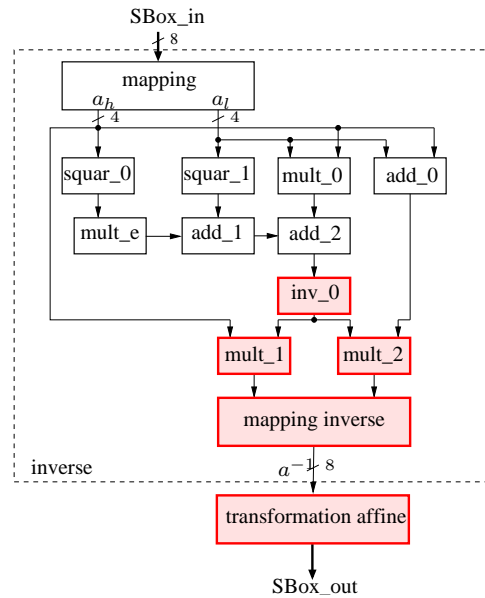 SBox_in
8
mapping
a_h a_l
4 4
squar_0 squar_1 mult_0 add_0
mult_e add_1 add_2
inv_0
mult_1 mult_2
mapping inverse
inverse a⁻¹ 8
transformation affine
SBox_out